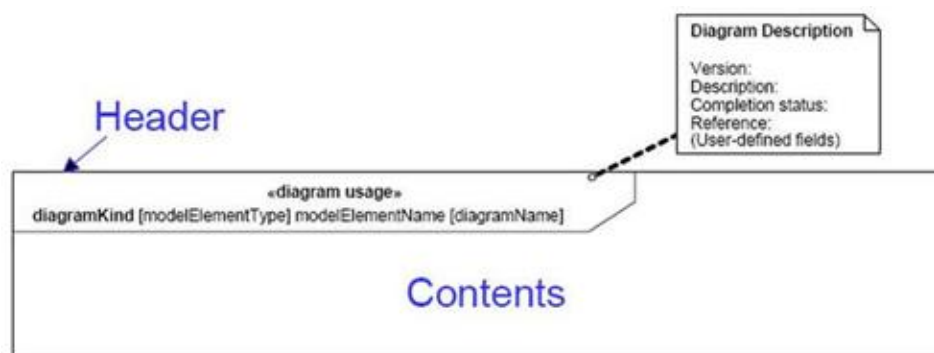 Diagram Description
Version:
Description:
Completion status:
Reference:
(User-defined fields)
Header
«diagram usage»
diagramKind [modelElementType] modelElementName [diagramName]
Contents